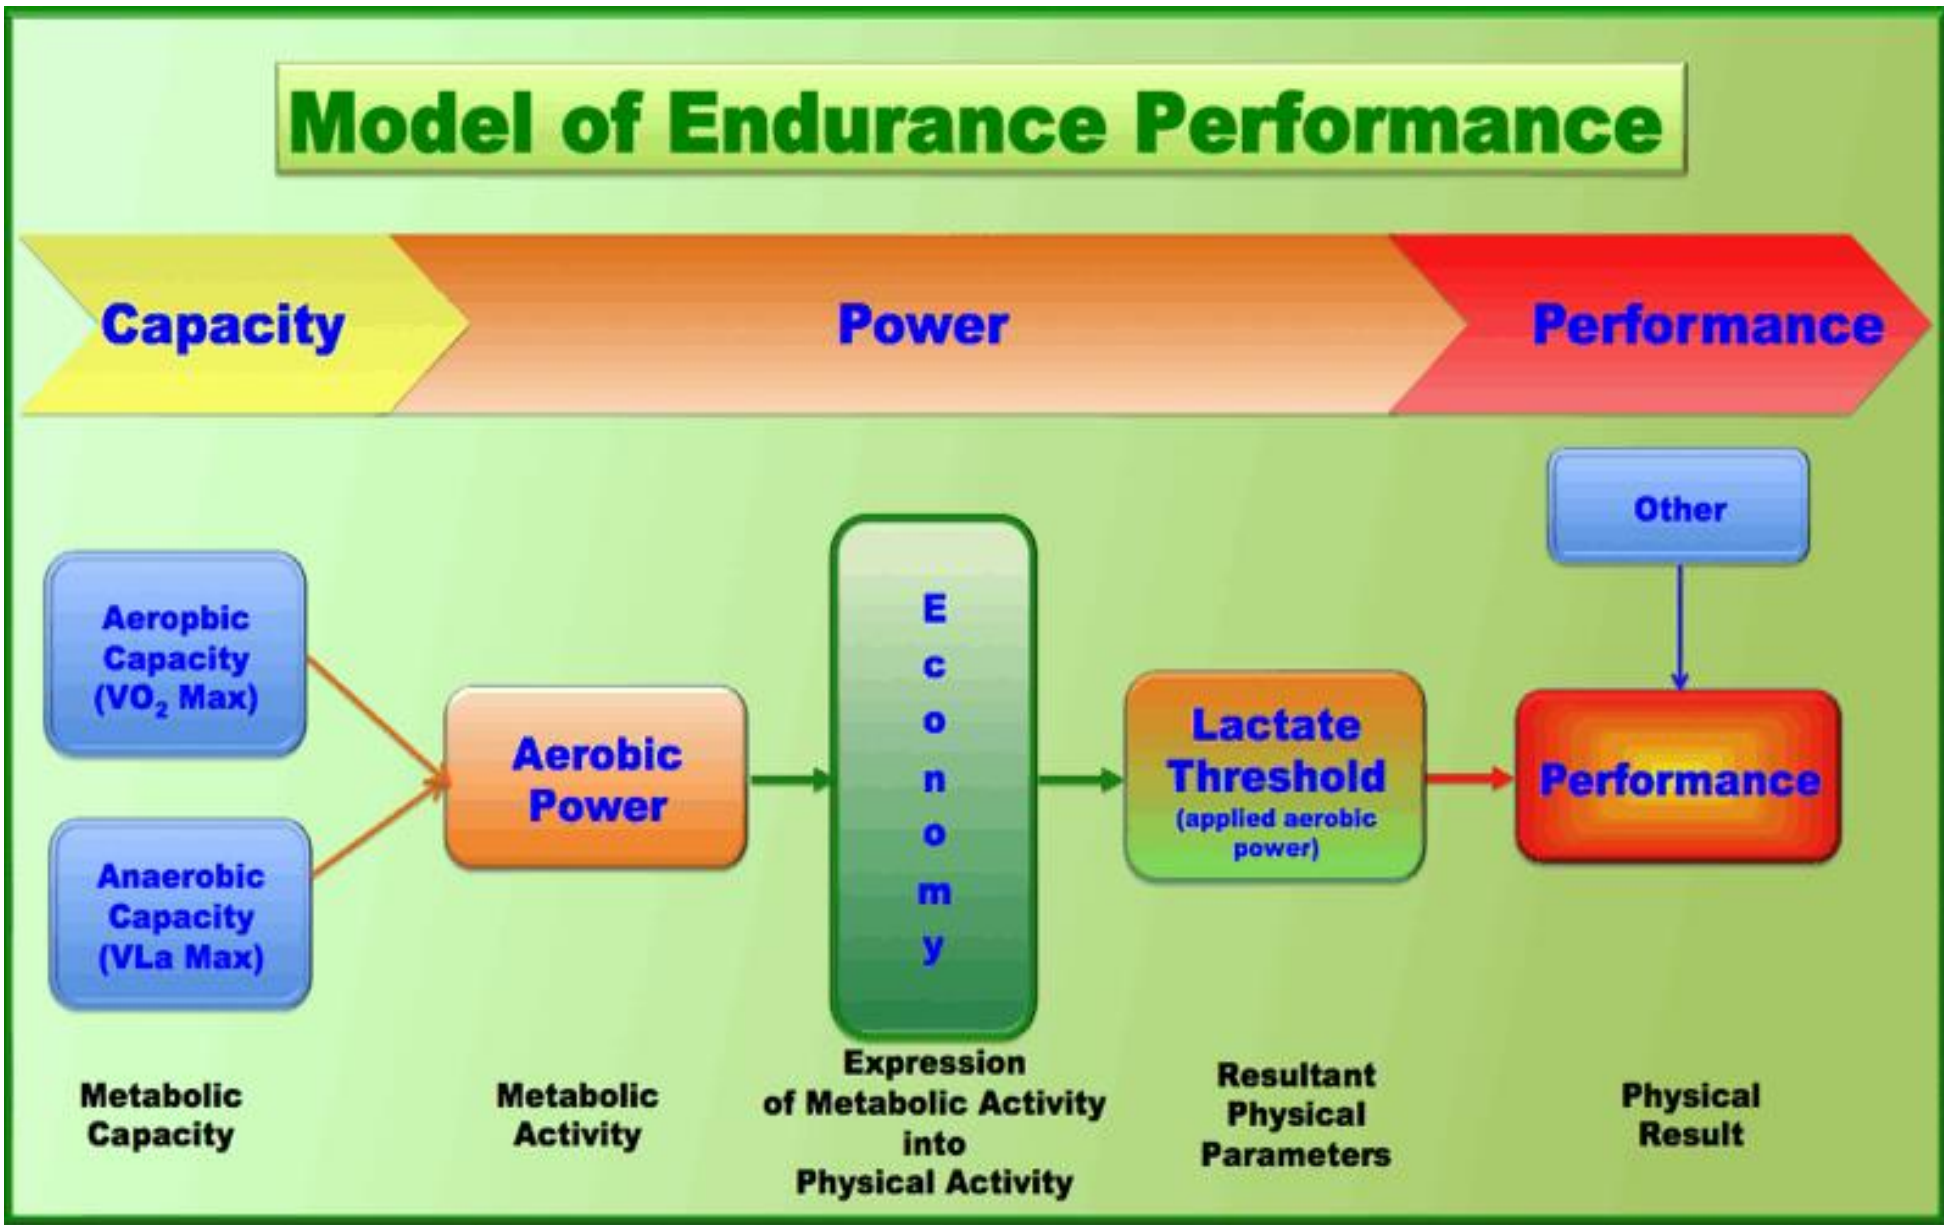 Model of Endurance Performance
Capacity
Power
Performance
Other
Aeropbic
Capacity
(VO₂ Max)
Anaerobic
Capacity
(VLa Max)
Aerobic
Power
E
c
o
n
o
m
y
Lactate
Threshold
(applied aerobic
power)
Performance
Metabolic
Capacity
Metabolic
Activity
Expression
of Metabolic Activity
into
Physical Activity
Resultant
Physical
Parameters
Physical
Result